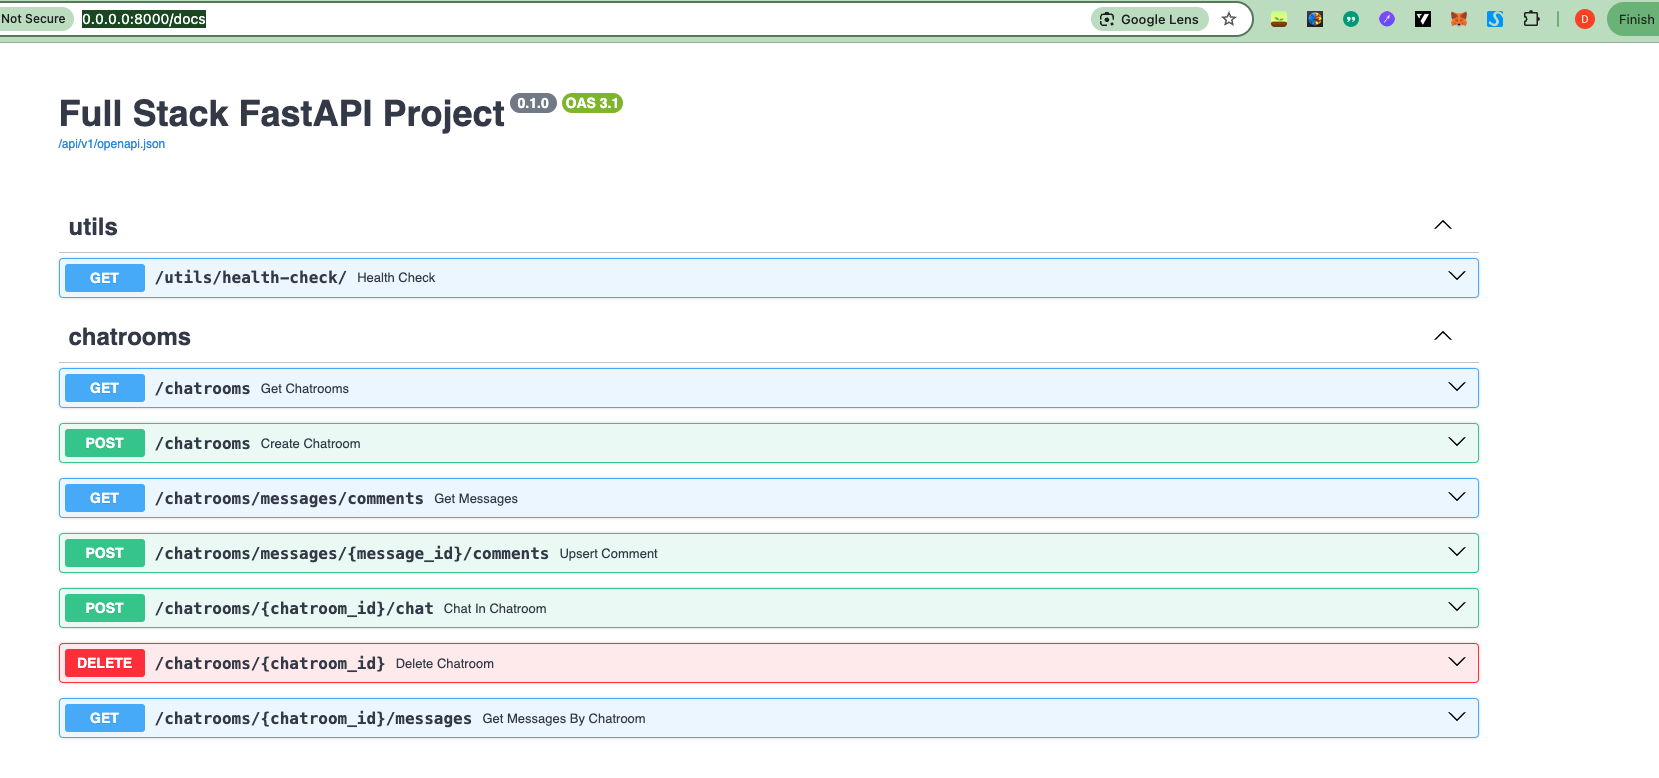 Not Secure 0.0.0.0:8000/docs Google Lens D Finish
Full Stack FastAPI Project 0.1.0 OAS 3.1
/api/v1/openapi.json
utils
GET /utils/health-check/ Health Check
chatrooms
GET /chatrooms Get Chatrooms
POST /chatrooms Create Chatroom
GET /chatrooms/messages/comments Get Messages
POST /chatrooms/messages/{message_id}/comments Upsert Comment
POST /chatrooms/{chatroom_id}/chat Chat In Chatroom
DELETE /chatrooms/{chatroom_id} Delete Chatroom
GET /chatrooms/{chatroom_id}/messages Get Messages By Chatroom